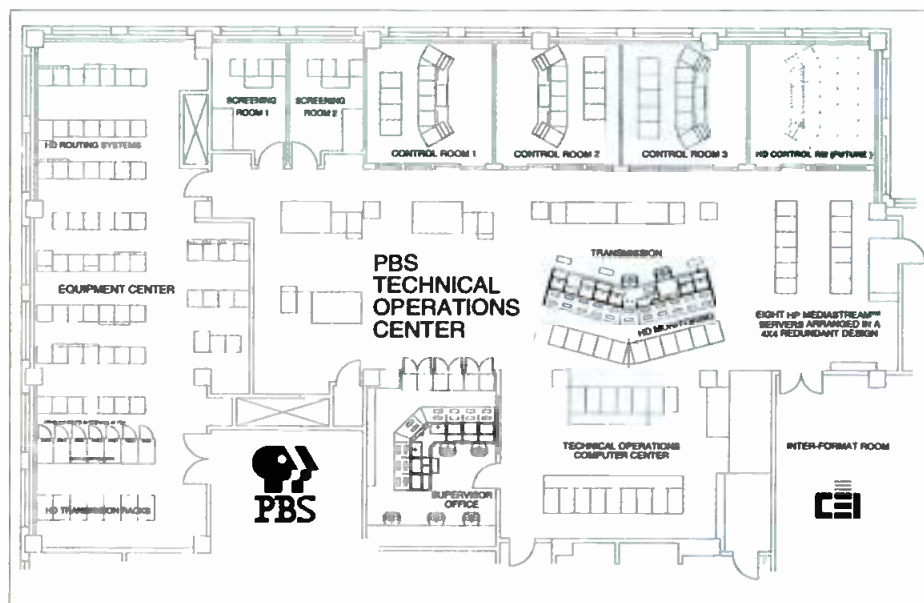 SCREENING
ROOM 1
SCREENING
ROOM 2
CONTROL ROOM 1
CONTROL ROOM 2
CONTROL ROOM 3
HD CONTROL RM (FUTURE)
HD ROUTING SYSTEMS
EQUIPMENT CENTER
PBS
TECHNICAL
OPERATIONS
CENTER
TRANSMISSION
HD MONITORING
EIGHT HP MEDIASTREAM
SERVERS ARRANGED IN A
4X4 REDUNDANT DESIGN
TECHNICAL OPERATIONS
COMPUTER CENTER
INTER-FORMAT ROOM
SUPERVISOR
OFFICE
HD TRANSMISSION RACKS
PBS
CEI